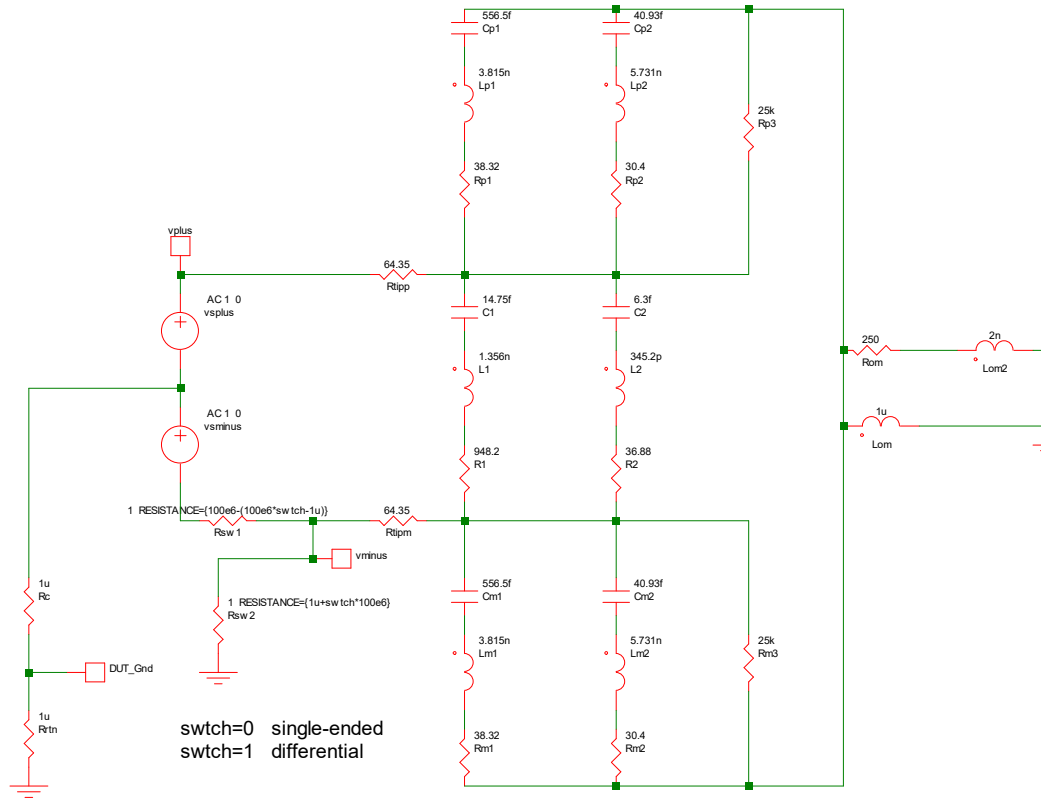 556.5f
Cp1
40.93f
Cp2
3.815n
Lp1
5.731n
Lp2
25k
Rp3
38.32
Rp1
30.4
Rp2
vplus
64.35
Rtipp
AC 1 0
vsplus
14.75f
C1
6.3f
C2
250
Rom
2n
Lom2
1.356n
L1
345.2p
L2
AC 1 0
vsminus
1u
Lom
948.2
R1
36.88
R2
1 RESISTANCE={100e6-(100e6*swtch-1u)}
Rsw1
64.35
Rtipm
vminus
1u
Rc
1 RESISTANCE={1u+swtch*100e6}
Rsw2
556.5f
Cm1
40.93f
Cm2
3.815n
Lm1
5.731n
Lm2
25k
Rm3
DUT_Gnd
1u
Rrtn
38.32
Rm1
30.4
Rm2
swtch=0 single-ended
swtch=1 differential